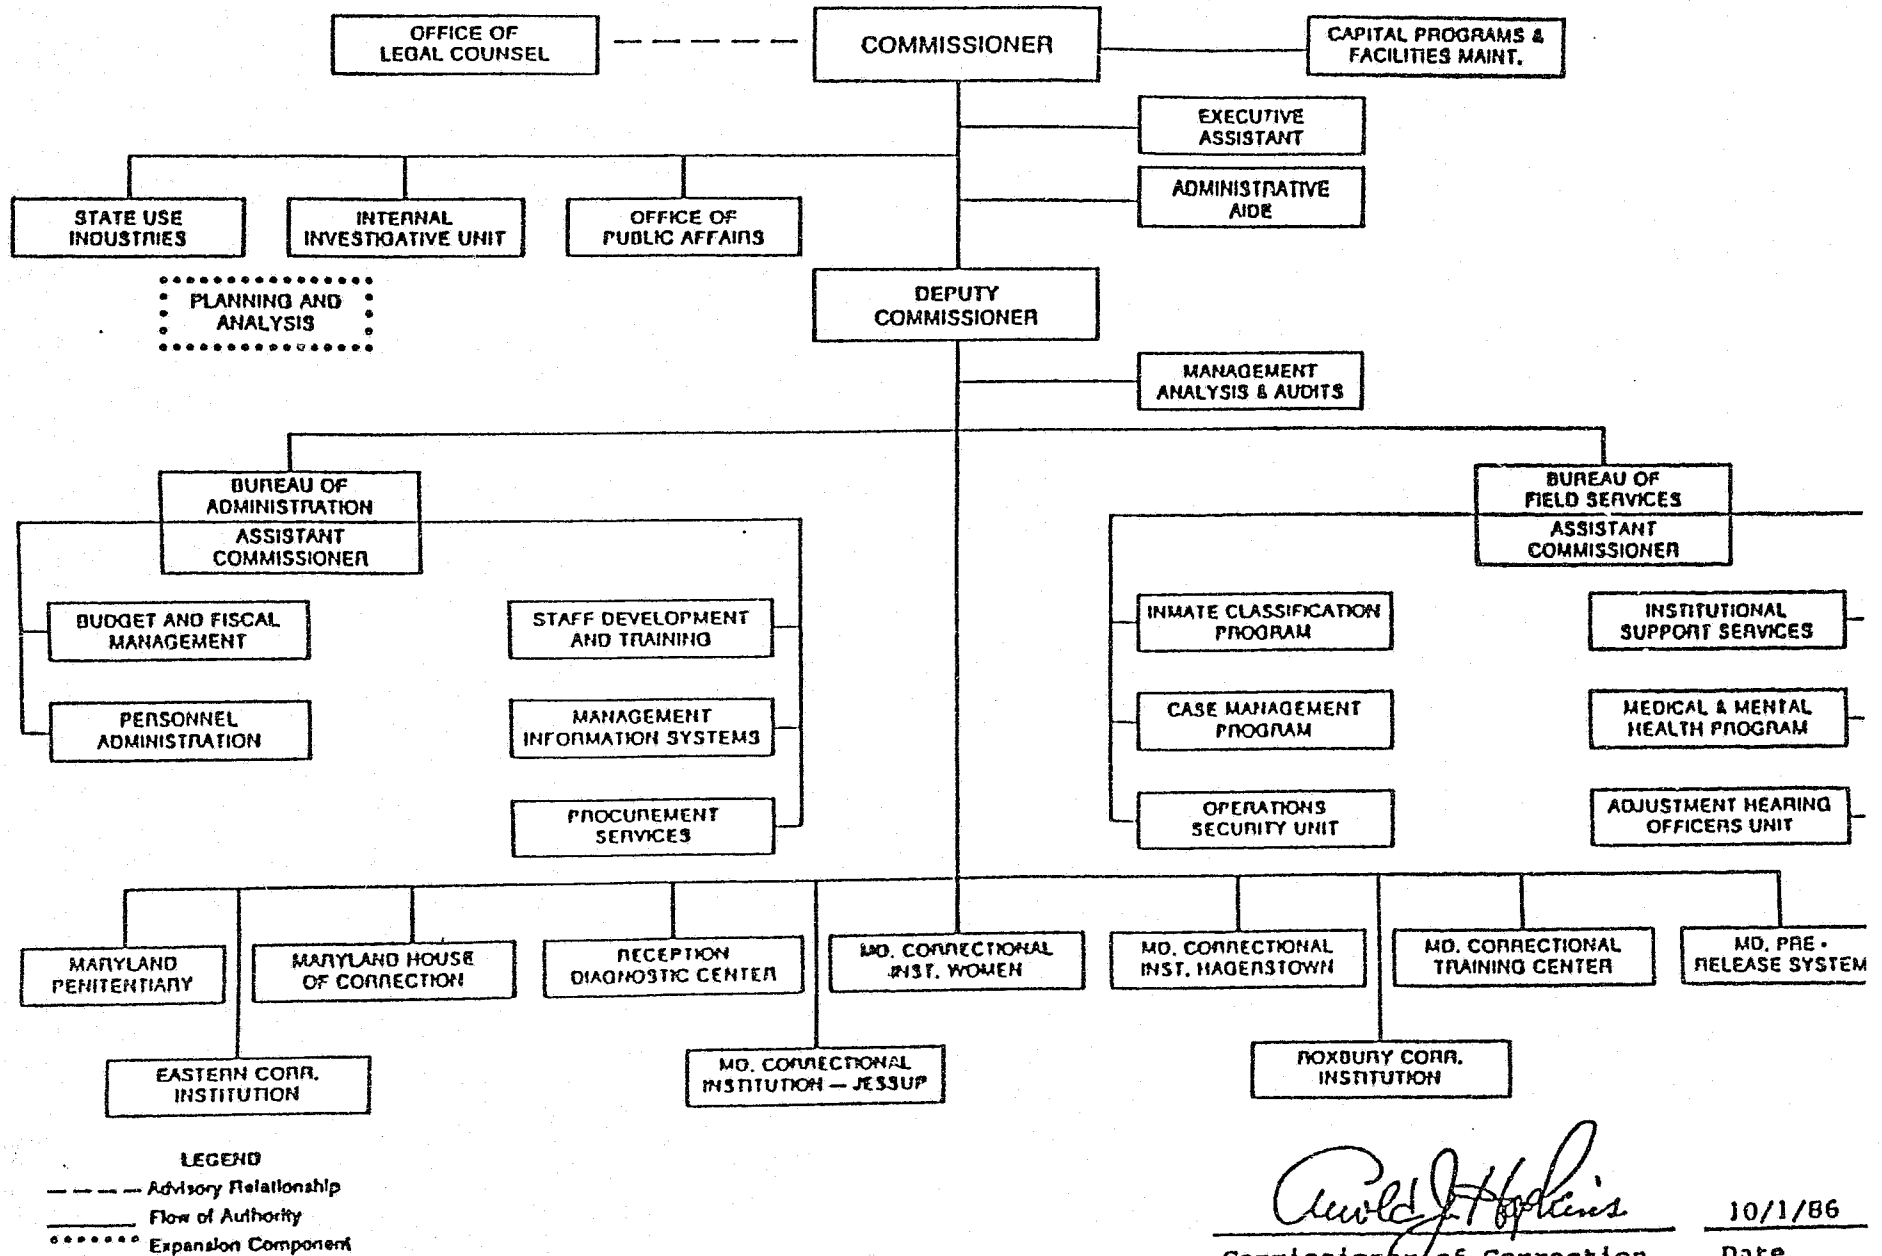 OFFICE OF
LEGAL COUNSEL
COMMISSIONER
CAPITAL PROGRAMS &
FACILITIES MAINT.
EXECUTIVE
ASSISTANT
ADMINISTRATIVE
AIDE
STATE USE
INDUSTRIES
INTERNAL
INVESTIGATIVE UNIT
OFFICE OF
PUBLIC AFFAIRS
PLANNING AND
ANALYSIS
DEPUTY
COMMISSIONER
MANAGEMENT
ANALYSIS & AUDITS
BUREAU OF
ADMINISTRATION
ASSISTANT
COMMISSIONER
BUREAU OF
FIELD SERVICES
ASSISTANT
COMMISSIONER
BUDGET AND FISCAL
MANAGEMENT
STAFF DEVELOPMENT
AND TRAINING
INMATE CLASSIFICATION
PROGRAM
INSTITUTIONAL
SUPPORT SERVICES
PERSONNEL
ADMINISTRATION
MANAGEMENT
INFORMATION SYSTEMS
CASE MANAGEMENT
PROGRAM
MEDICAL & MENTAL
HEALTH PROGRAM
PROCUREMENT
SERVICES
OPERATIONS
SECURITY UNIT
ADJUSTMENT HEARING
OFFICERS UNIT
MARYLAND
PENITENTIARY
MARYLAND HOUSE
OF CORRECTION
RECEPTION
DIAGNOSTIC CENTER
MD. CORRECTIONAL
INST. WOMEN
MD. CORRECTIONAL
INST. HAGERSTOWN
MD. CORRECTIONAL
TRAINING CENTER
MD. PRE-
RELEASE SYSTEM
EASTERN CORR.
INSTITUTION
MD. CORRECTIONAL
INSTITUTION — JESSUP
ROXBURY CORR.
INSTITUTION
LEGEND
Advisory Relationship
Flow of Authority
Expansion Component
Arnold J. Hopkins
10/1/86
Commissioner of Correction
Date